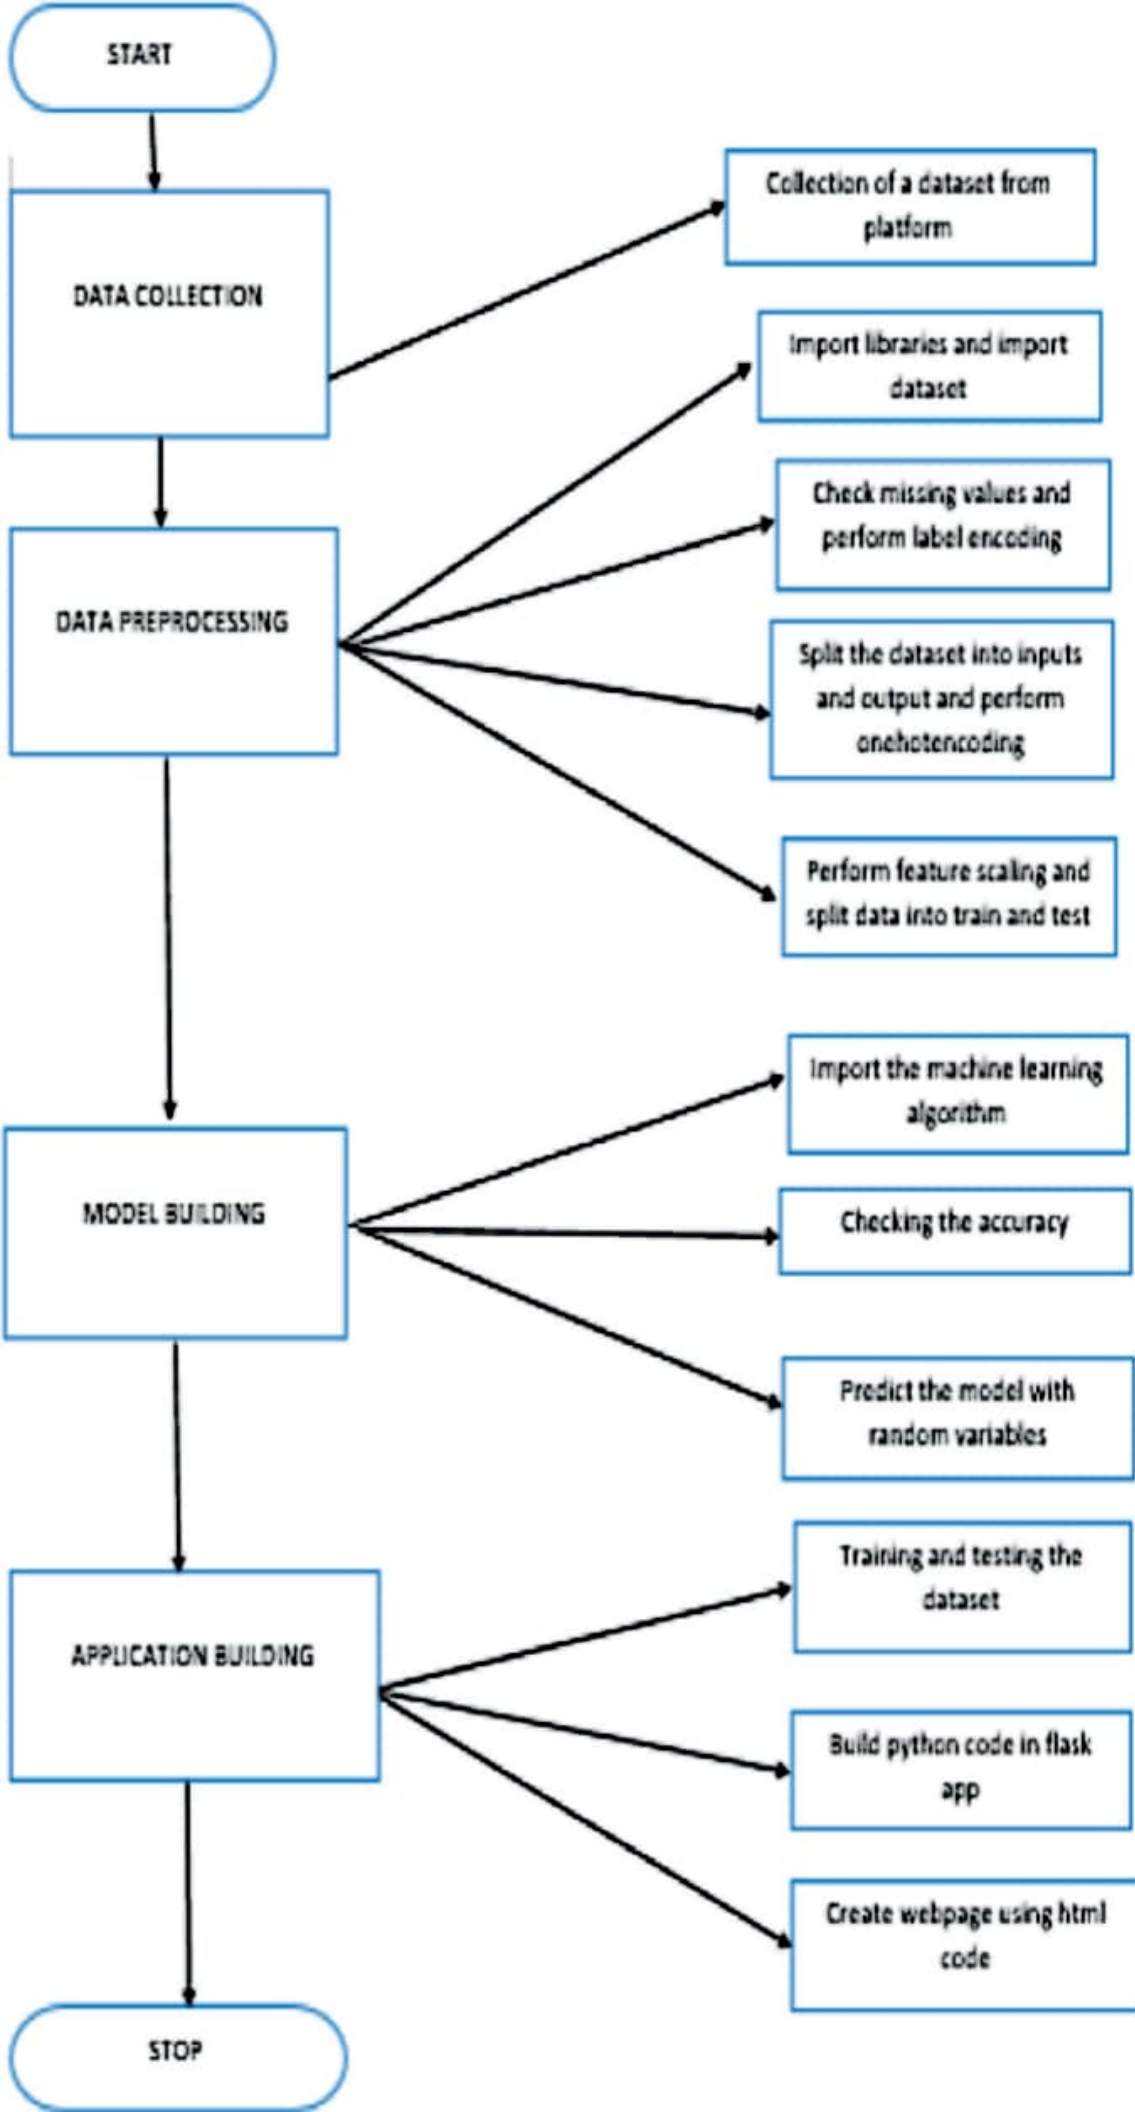 START
DATA COLLECTION
Collection of a dataset from
platform
DATA PREPROCESSING
Import libraries and import
dataset
Check missing values and
perform label encoding
Split the dataset into inputs
and output and perform
onehotencoding
Perform feature scaling and
split data into train and test
MODEL BUILDING
Import the machine learning
algorithm
Checking the accuracy
Predict the model with
random variables
APPLICATION BUILDING
Training and testing the
dataset
Build python code in flask
app
Create webpage using html
code
STOP